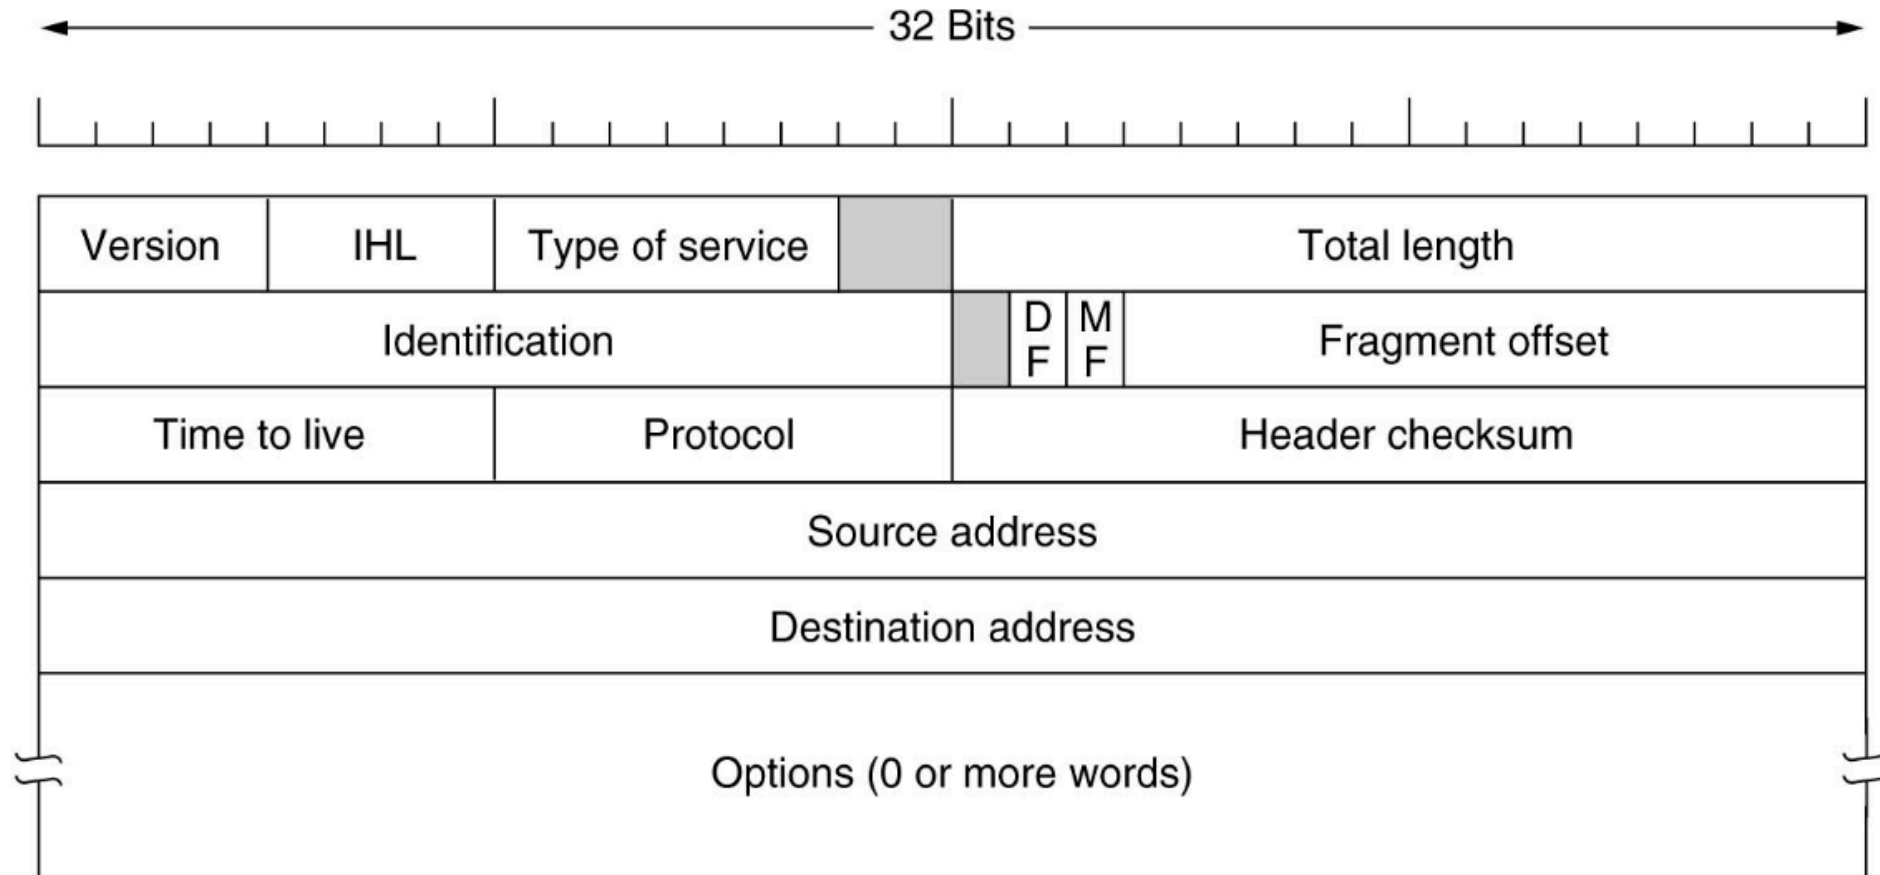 32 Bits
Version IHL Type of service Total length
Identification D F M F Fragment offset
Time to live Protocol Header checksum
Source address
Destination address
Options (0 or more words)